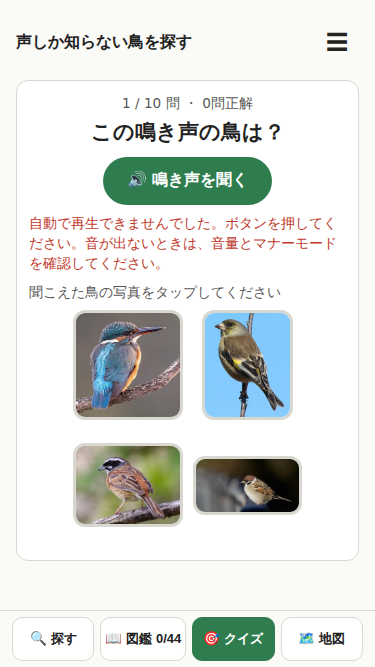 声しか知らない鳥を探す
1 / 10 問 ・ 0問正解
この鳴き声の鳥は？
🔊 鳴き声を聞く
自動で再生できませんでした。ボタンを押してく
ださい。音が出ないときは、音量とマナーモード
を確認してください。
聞こえた鳥の写真をタップしてください
🔍 探す
📖 図鑑 0/44
🎯 クイズ
🗺️ 地図